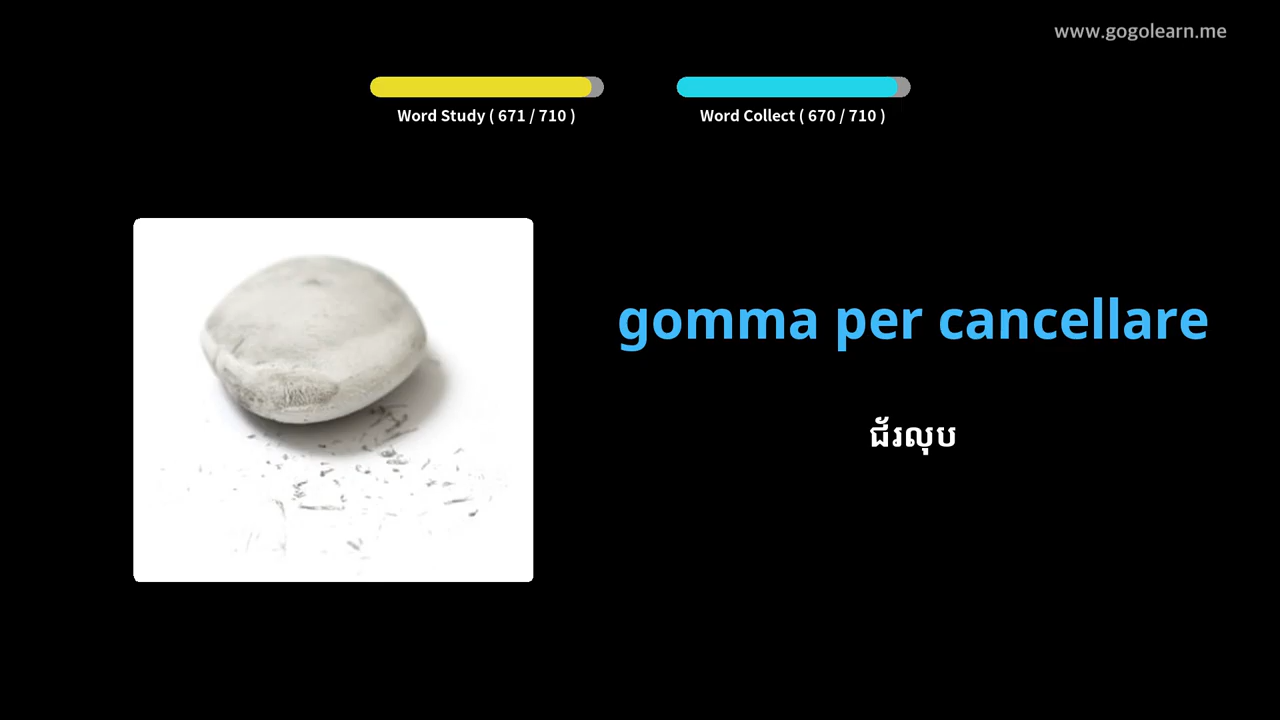 www.gogolearn.me
Word Study ( 671 / 710 )
Word Collect ( 670 / 710 )
gomma per cancellare
ជ័រលុប